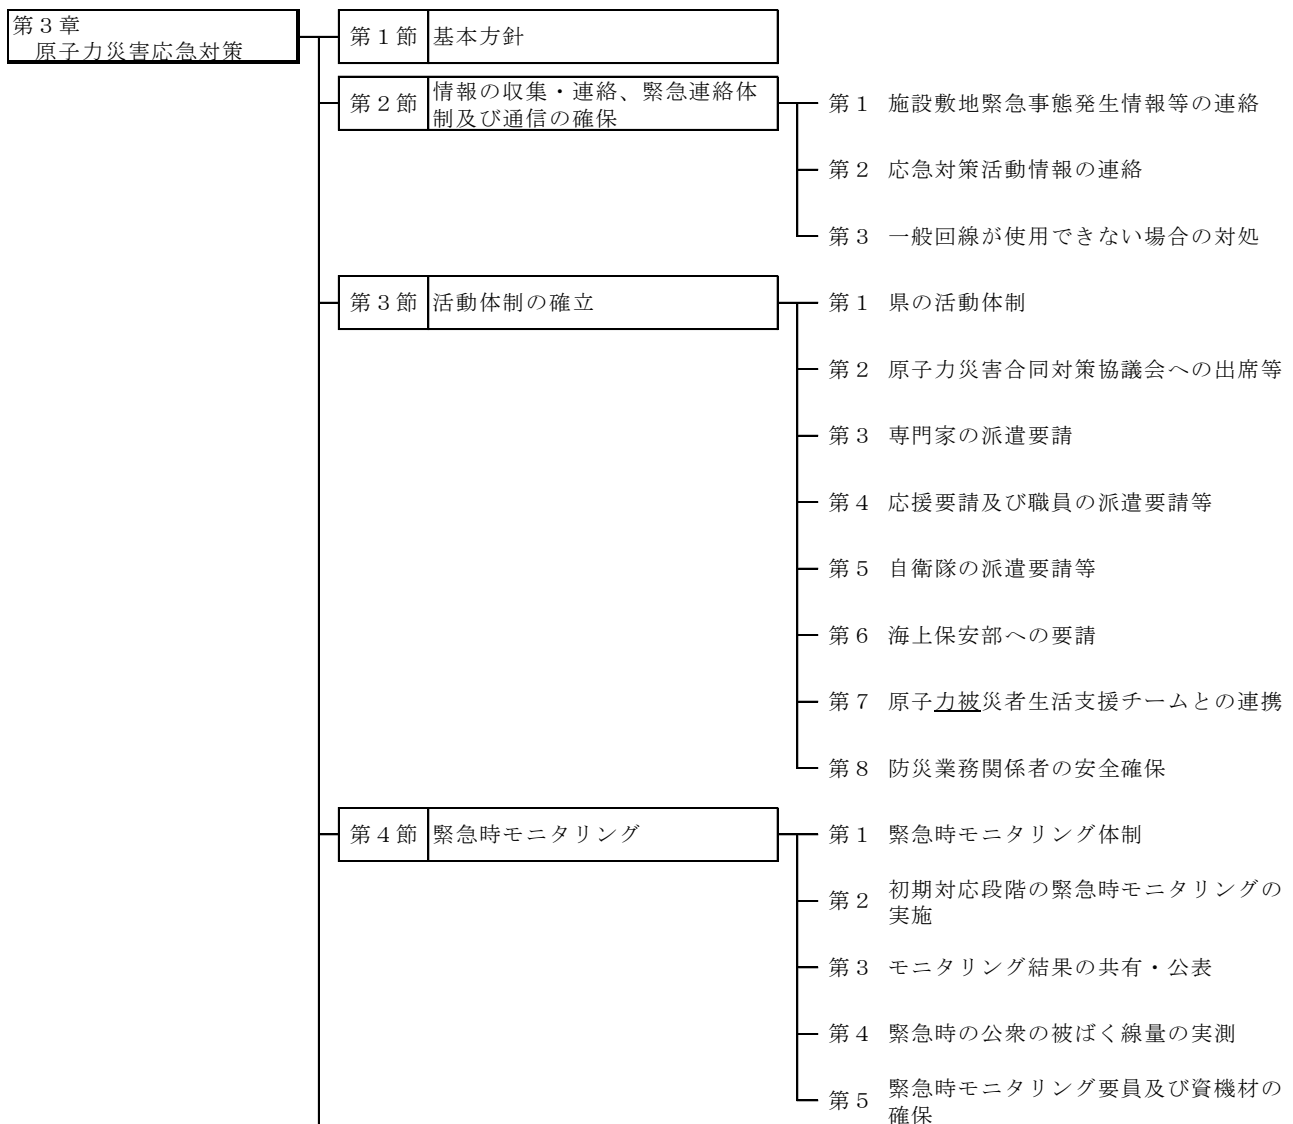 第３章
原子力災害応急対策
第１節 基本方針
第２節 情報の収集・連絡、緊急連絡体
制及び通信の確保
第１ 施設敷地緊急事態発生情報等の連絡
第２ 応急対策活動情報の連絡
第３ 一般回線が使用できない場合の対処
第３節 活動体制の確立
第１ 県の活動体制
第２ 原子力災害合同対策協議会への出席等
第３ 専門家の派遣要請
第４ 応援要請及び職員の派遣要請等
第５ 自衛隊の派遣要請等
第６ 海上保安部への要請
第７ 原子力被災者生活支援チームとの連携
第８ 防災業務関係者の安全確保
第４節 緊急時モニタリング
第１ 緊急時モニタリング体制
第２ 初期対応段階の緊急時モニタリングの
実施
第３ モニタリング結果の共有・公表
第４ 緊急時の公衆の被ばく線量の実測
第５ 緊急時モニタリング要員及び資機材の
確保